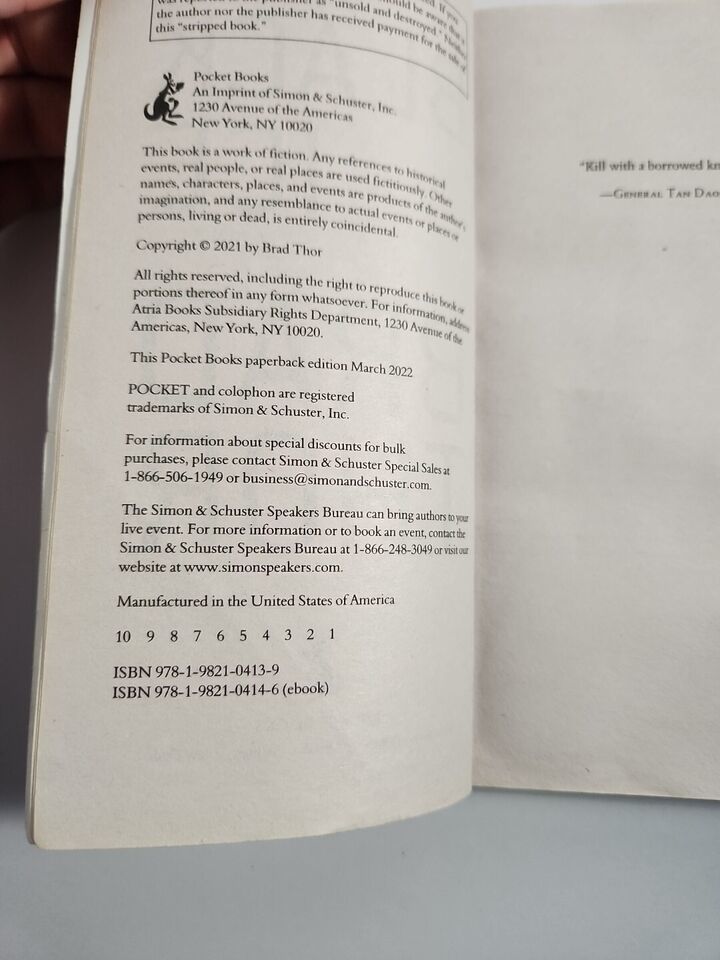 was reported to the publisher as "unsold and destroyed." Neither
the author nor the publisher has received payment for the sale of
this "stripped book."
Pocket Books
An Imprint of Simon & Schuster, Inc.
1230 Avenue of the Americas
New York, NY 10020
This book is a work of fiction. Any references to historical
events, real people, or real places are used fictitiously. Other
names, characters, places, and events are products of the author's
imagination, and any resemblance to actual events or places or
persons, living or dead, is entirely coincidental.
Copyright © 2021 by Brad Thor
All rights reserved, including the right to reproduce this book or
portions thereof in any form whatsoever. For information, address
Atria Books Subsidiary Rights Department, 1230 Avenue of the
Americas, New York, NY 10020.
This Pocket Books paperback edition March 2022
POCKET and colophon are registered
trademarks of Simon & Schuster, Inc.
For information about special discounts for bulk
purchases, please contact Simon & Schuster Special Sales at
1-866-506-1949 or business@simonandschuster.com.
The Simon & Schuster Speakers Bureau can bring authors to your
live event. For more information or to book an event, contact the
Simon & Schuster Speakers Bureau at 1-866-248-3049 or visit our
website at www.simonspeakers.com.
Manufactured in the United States of America
10 9 8 7 6 5 4 3 2 1
ISBN 978-1-9821-0413-9
ISBN 978-1-9821-0414-6 (ebook)
"Kill with a borrowed kn
—General Tan Dao